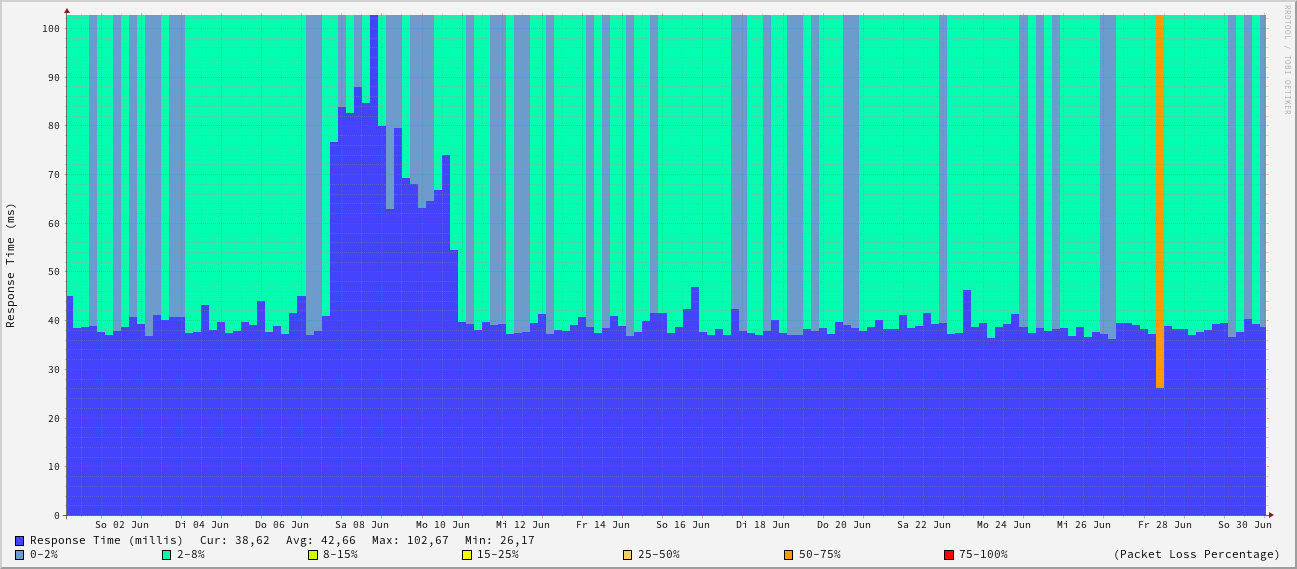 RRDTOOL / TOBI OETIKER
Response Time (ms)
100
90
80
70
60
50
40
30
20
10
0
So 02 Jun Di 04 Jun Do 06 Jun Sa 08 Jun Mo 10 Jun Mi 12 Jun Fr 14 Jun So 16 Jun Di 18 Jun Do 20 Jun Sa 22 Jun Mo 24 Jun Mi 26 Jun Fr 28 Jun So 30 Jun
Response Time (millis) Cur: 38,62 Avg: 42,66 Max: 102,67 Min: 26,17
0-2% 2-8% 8-15% 15-25% 25-50% 50-75% 75-100% (Packet Loss Percentage)